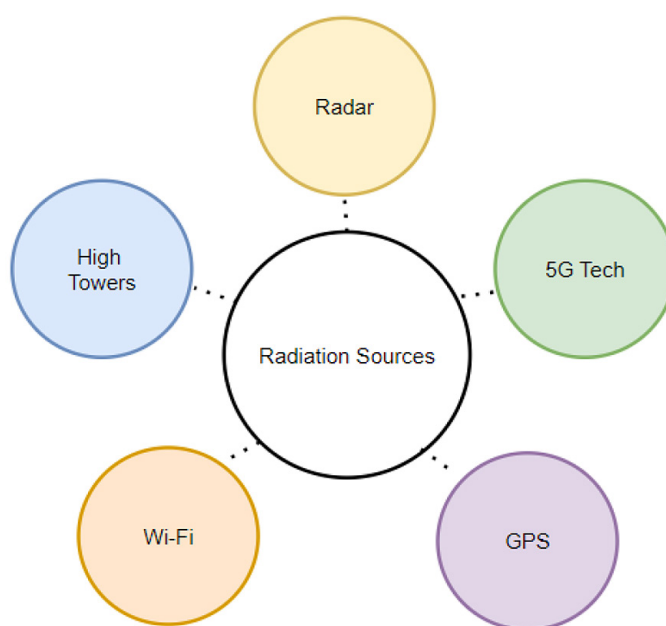 Radar
High
Towers
5G Tech
Radiation Sources
Wi-Fi
GPS